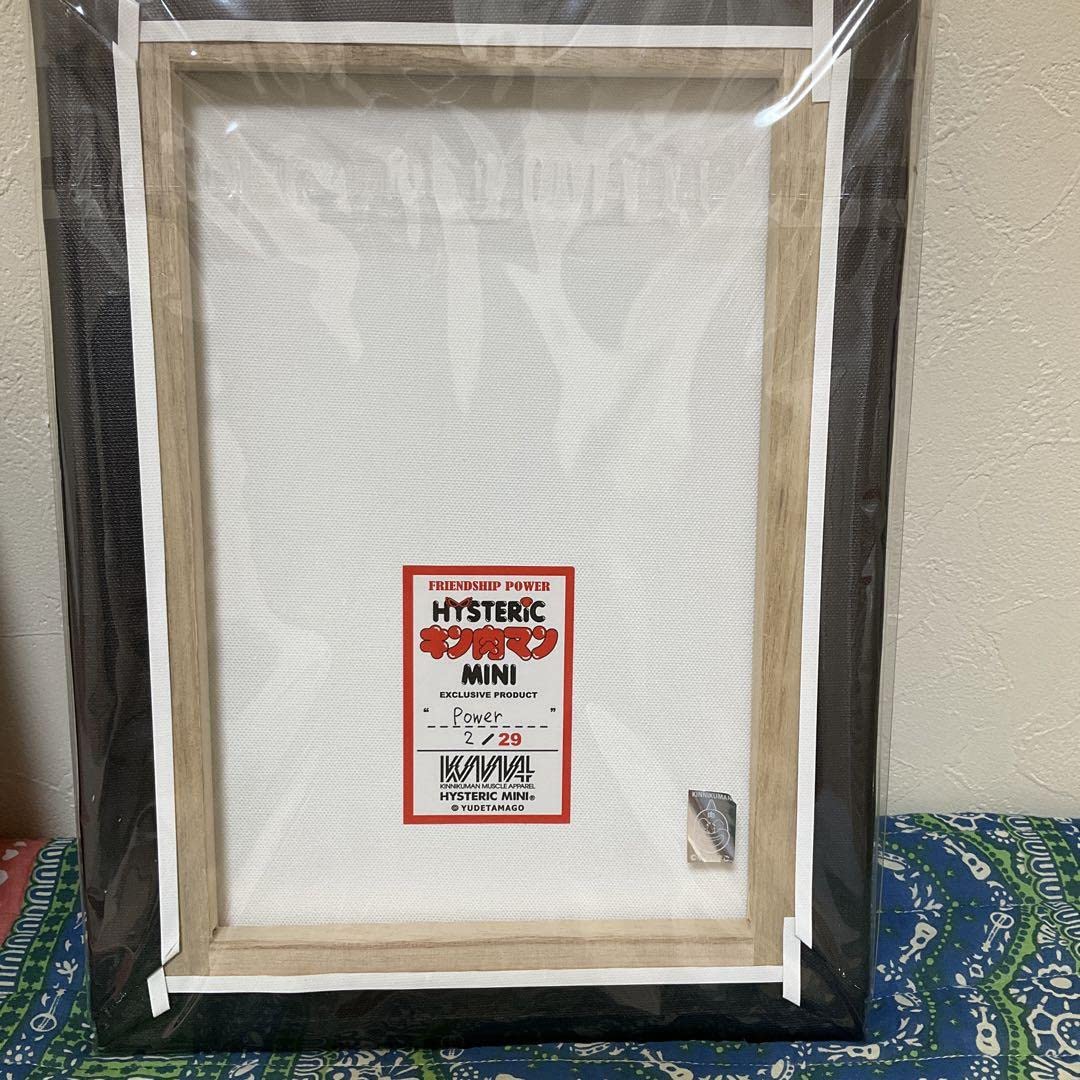 FRIENDSHIP POWER
HYSTERIC
キン肉マン
MINI
EXCLUSIVE PRODUCT
“ Power ”
2 / 29
KINNIKUMAN MUSCLE APPAREL
HYSTERIC MINI®
© YUDETAMAGO
KINNIKUMAN